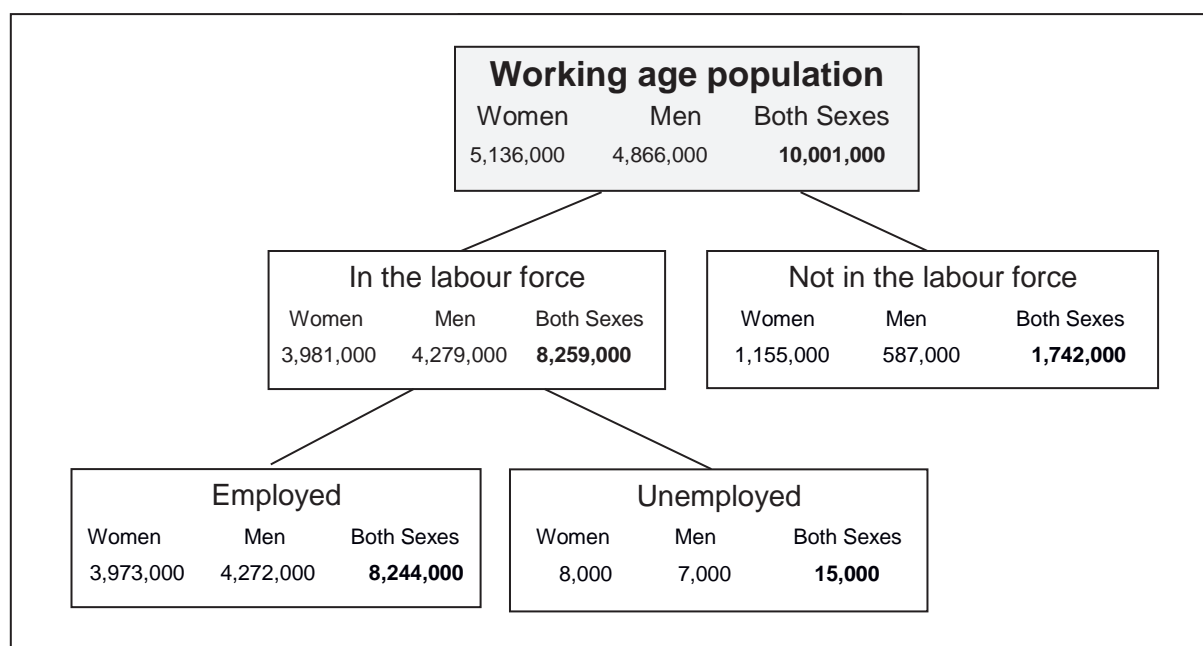 Working age population
Women Men Both Sexes
5,136,000 4,866,000 10,001,000
In the labour force
Women Men Both Sexes
3,981,000 4,279,000 8,259,000
Not in the labour force
Women Men Both Sexes
1,155,000 587,000 1,742,000
Employed
Women Men Both Sexes
3,973,000 4,272,000 8,244,000
Unemployed
Women Men Both Sexes
8,000 7,000 15,000